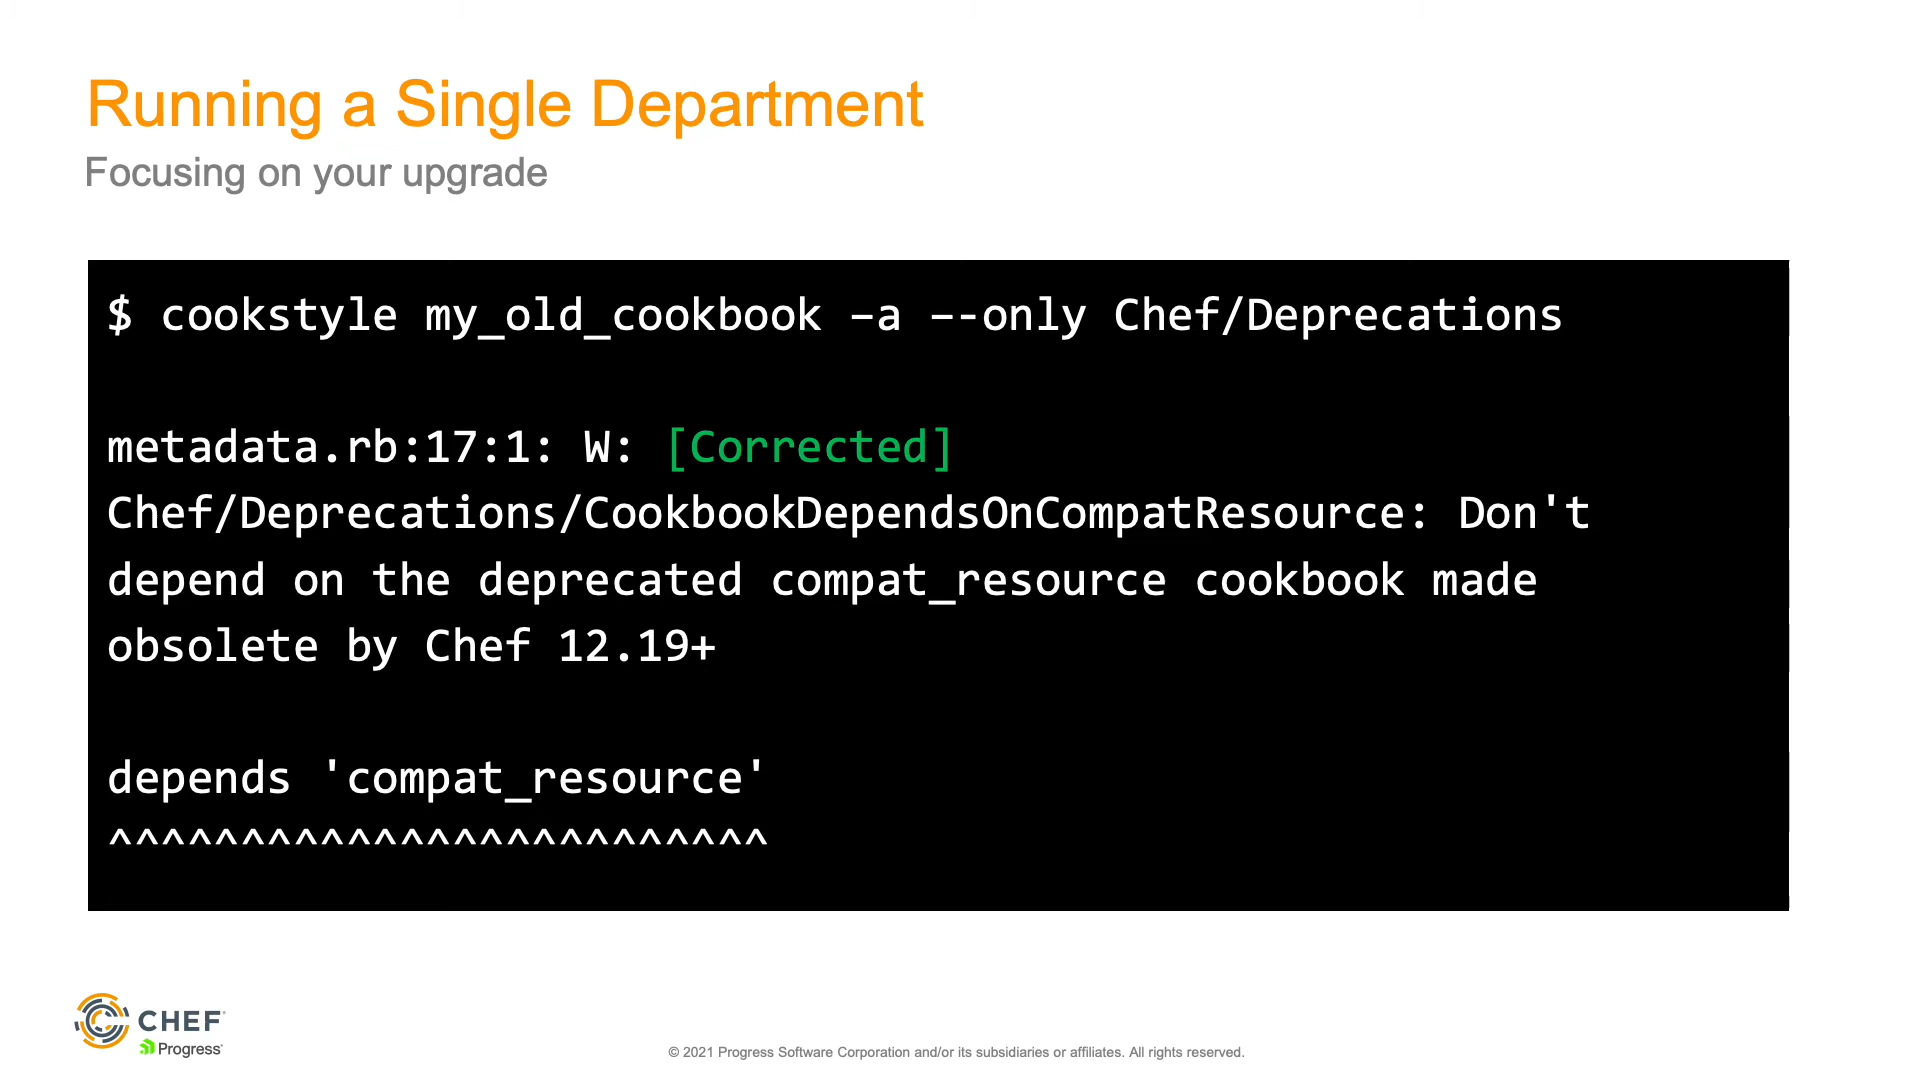 Running a Single Department
Focusing on your upgrade
$ cookstyle my_old_cookbook –a –-only Chef/Deprecations
metadata.rb:17:1: W: [Corrected]
Chef/Deprecations/CookbookDependsOnCompatResource: Don't
depend on the deprecated compat_resource cookbook made
obsolete by Chef 12.19+
depends 'compat_resource'
^^^^^^^^^^^^^^^^^^^^^^^^^
CHEF
Progress®
© 2021 Progress Software Corporation and/or its subsidiaries or affiliates. All rights reserved.